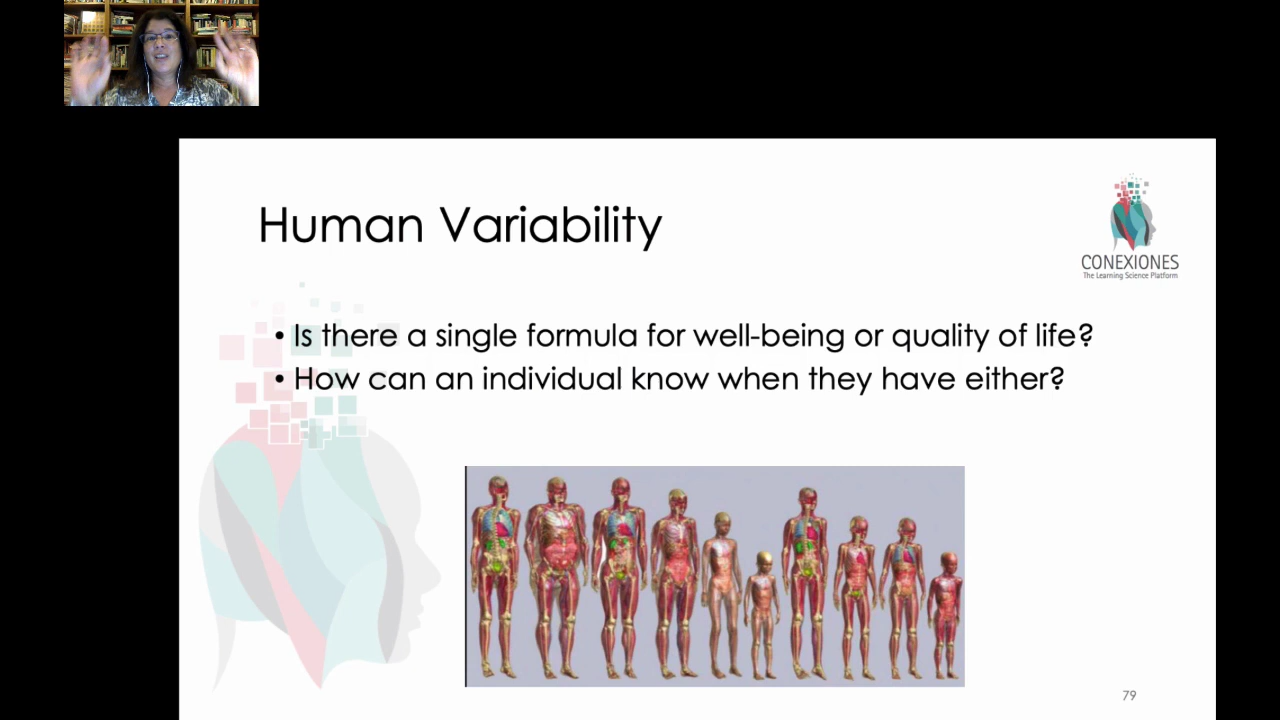 Human Variability
CONEXIONES
The Learning Science Platform
• Is there a single formula for well-being or quality of life?
• How can an individual know when they have either?
79